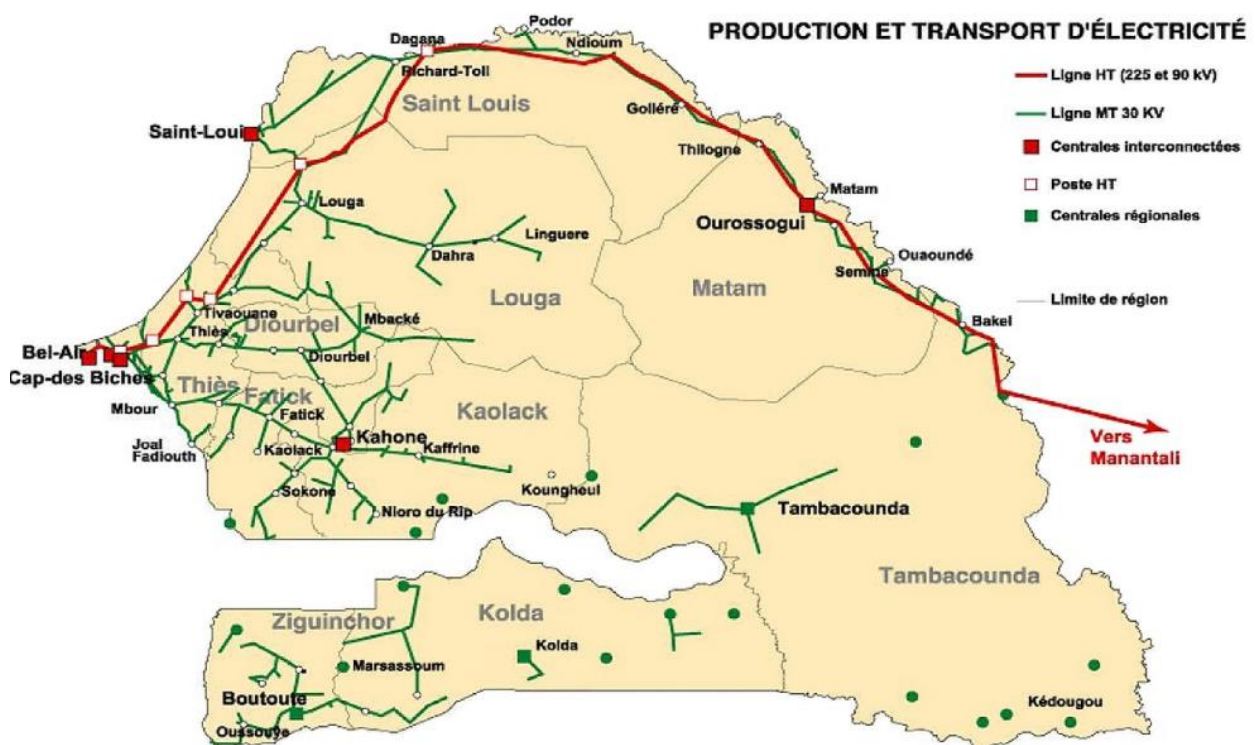 PRODUCTION ET TRANSPORT D'ÉLECTRICITÉ
Ligne HT (225 et 90 kV)
Ligne MT 30 KV
Centrales interconnectées
Poste HT
Centrales régionales
Limite de région
Podor
Dagana
Ndioum
Richard-Toll
Saint Louis
Golléré
Saint-Loui
Thilogne
Matam
Louga
Ourossogui
Linguere
Dahra
Ouaoundé
Semme
Louga
Matam
Tivaouane
Bakel
Diourbel
Mbacké
Thiès
Bel-Air
Diourbel
Cap-des Biches
Thiès
Fatick
Mbour
Fatick
Kaolack
Kahone
Joal
Fadiouth
Kaolack
Kaffrine
Vers
Manantali
Koungheul
Sokone
Nioro du Rip
Tambacounda
Tambacounda
Ziguinchor
Kolda
Kolda
Marsassoum
Boutoute
Kédougou
Oussouye